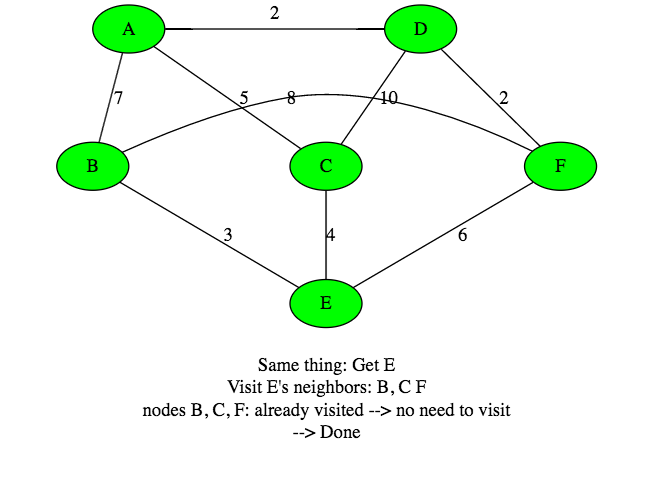 2
A
D
7
5
8
10
2
B
C
F
3
4
6
E
Same thing: Get E
Visit E's neighbors: B, C F
nodes B, C, F: already visited --> no need to visit
--> Done